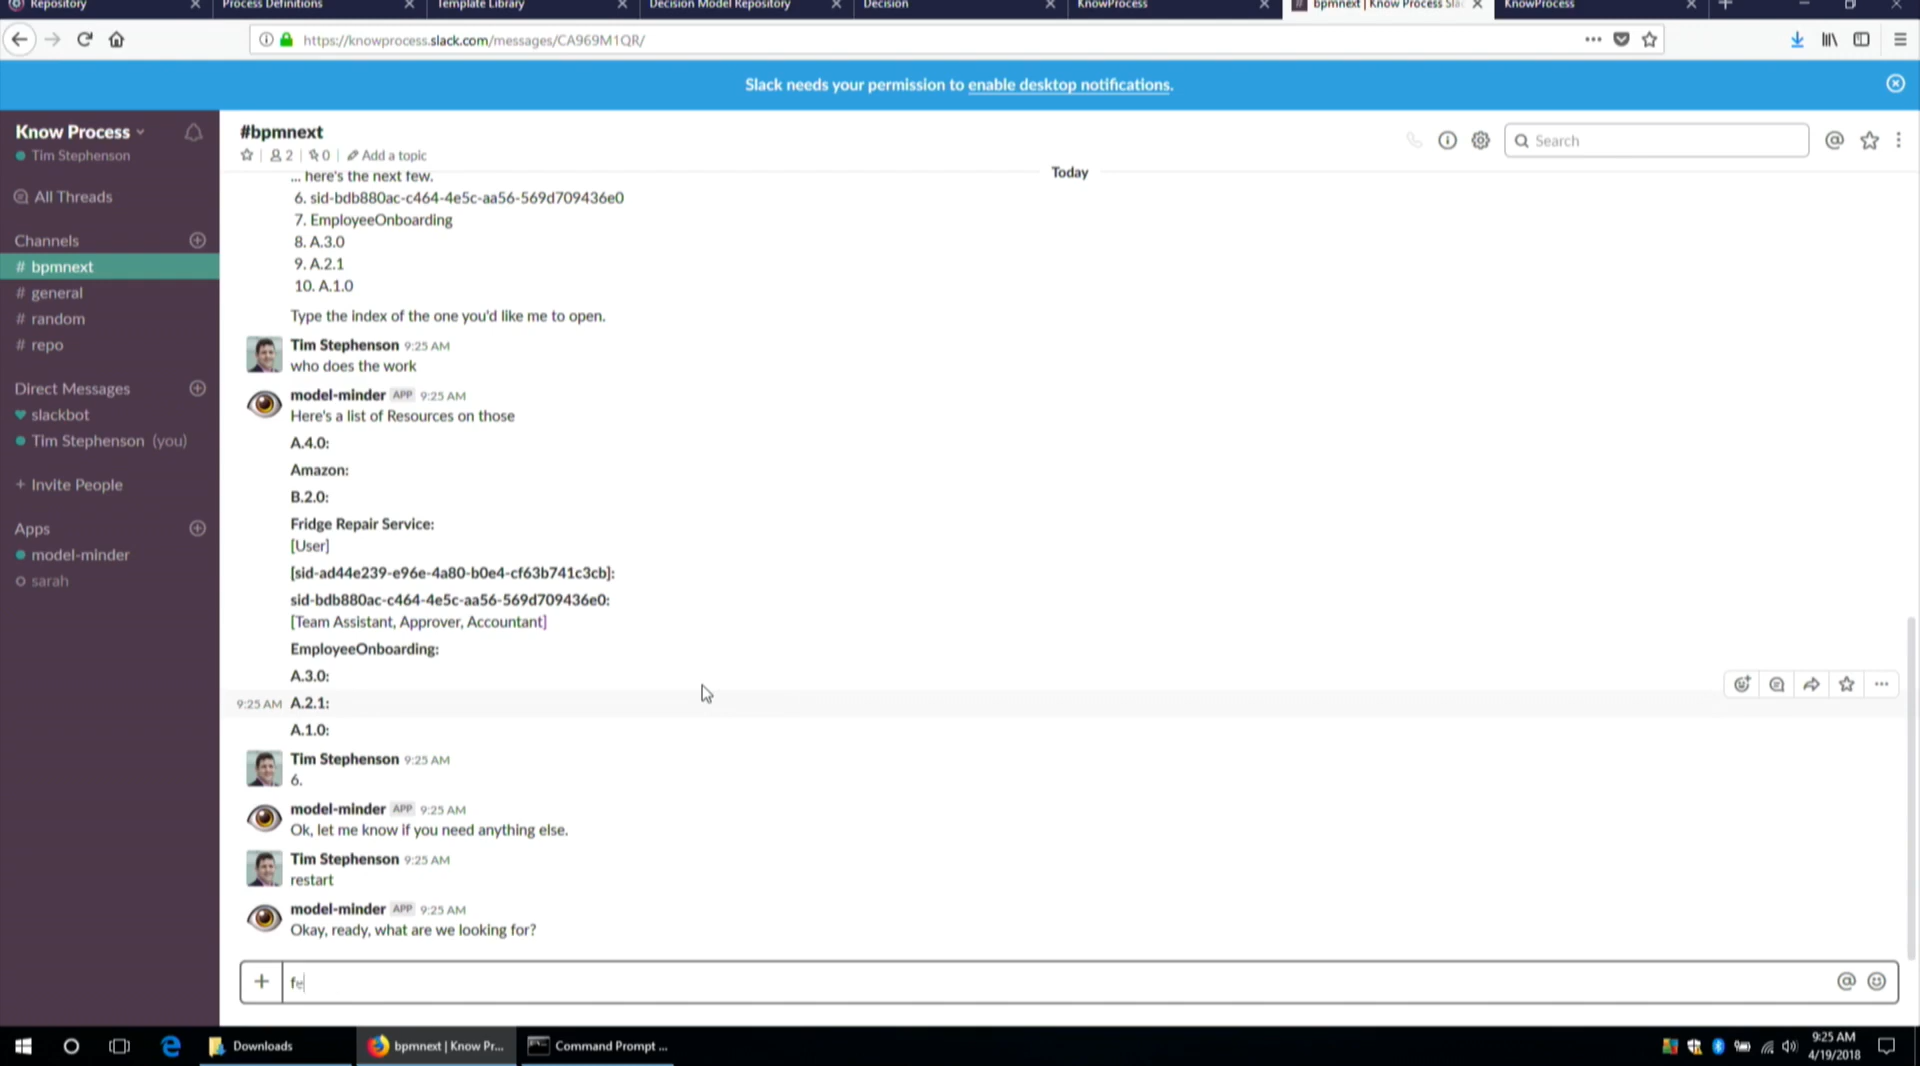 Repository
Process Definitions
Template Library
Decision Model Repository
Decision
KnowProcess
bpmnext | Know Process Sla
KnowProcess
https://knowprocess.slack.com/messages/CA969M1QR/
Slack needs your permission to enable desktop notifications.
Know Process
Tim Stephenson
All Threads
Channels
# bpmnext
# general
# random
# repo
Direct Messages
slackbot
Tim Stephenson (you)
+ Invite People
Apps
model-minder
sarah
#bpmnext
2
0
Add a topic
Search
Today
... here's the next few.
6. sid-bdb880ac-c464-4e5c-aa56-569d709436e0
7. EmployeeOnboarding
8. A.3.0
9. A.2.1
10. A.1.0
Type the index of the one you'd like me to open.
Tim Stephenson 9:25 AM
who does the work
model-minder APP 9:25 AM
Here's a list of Resources on those
A.4.0:
Amazon:
B.2.0:
Fridge Repair Service:
[User]
[sid-ad44e239-e96e-4a80-b0e4-cf63b741c3cb]:
sid-bdb880ac-c464-4e5c-aa56-569d709436e0:
[Team Assistant, Approver, Accountant]
EmployeeOnboarding:
A.3.0:
9:25 AM A.2.1:
A.1.0:
Tim Stephenson 9:25 AM
6.
model-minder APP 9:25 AM
Ok, let me know if you need anything else.
Tim Stephenson 9:25 AM
restart
model-minder APP 9:25 AM
Okay, ready, what are we looking for?
Downloads
bpmnext | Know Pr...
Command Prompt ...
9:25 AM
4/19/2018